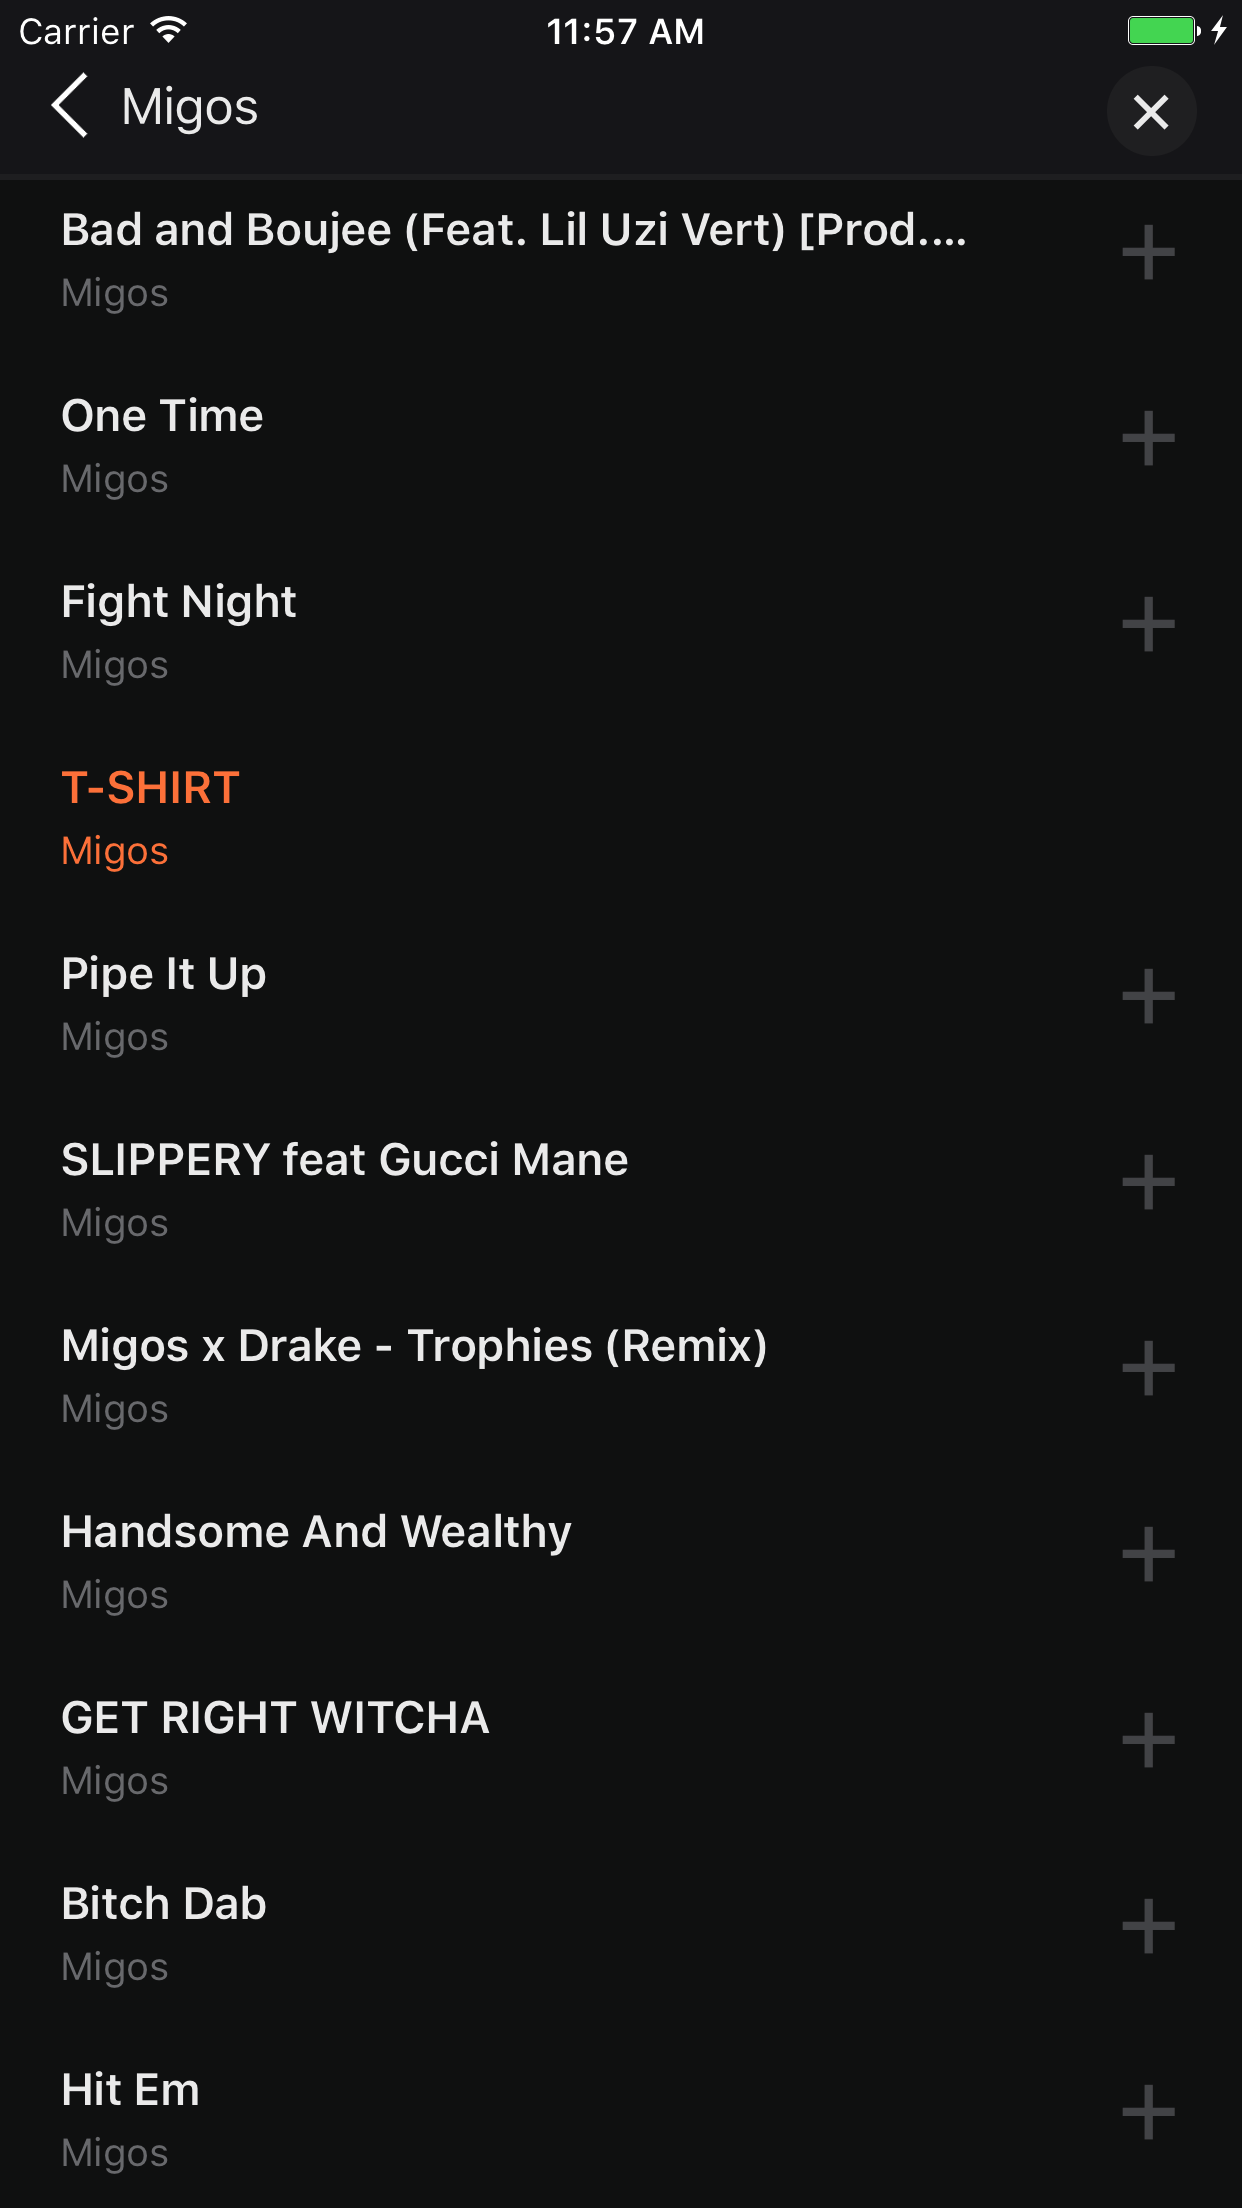 Carrier 11:57 AM
Migos
Bad and Boujee (Feat. Lil Uzi Vert) [Prod....
Migos
One Time
Migos
Fight Night
Migos
T-SHIRT
Migos
Pipe It Up
Migos
SLIPPERY feat Gucci Mane
Migos
Migos x Drake - Trophies (Remix)
Migos
Handsome And Wealthy
Migos
GET RIGHT WITCHA
Migos
Bitch Dab
Migos
Hit Em
Migos